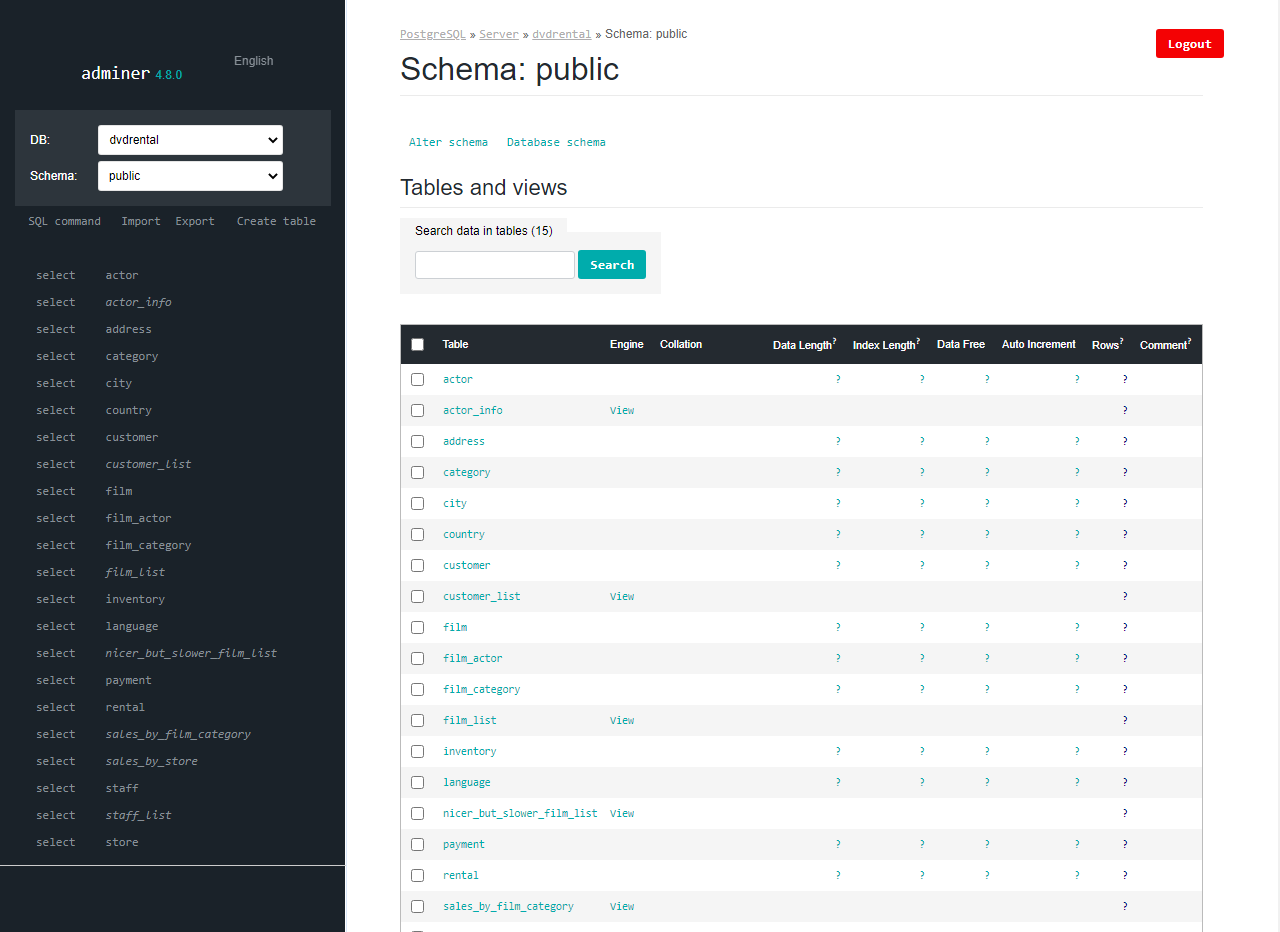 adminer 4.8.0
English
DB: dvdrental
Schema: public
SQL command Import Export Create table
select actor
select actor_info
select address
select category
select city
select country
select customer
select customer_list
select film
select film_actor
select film_category
select film_list
select inventory
select language
select nicer_but_slower_film_list
select payment
select rental
select sales_by_film_category
select sales_by_store
select staff
select staff_list
select store
PostgreSQL » Server » dvdrental » Schema: public
Logout
Schema: public
Alter schema Database schema
Tables and views
Search data in tables (15)
Search
Table Engine Collation Data Length? Index Length? Data Free Auto Increment Rows? Comment?
actor ? ? ? ? ?
actor_info View ?
address ? ? ? ? ?
category ? ? ? ? ?
city ? ? ? ? ?
country ? ? ? ? ?
customer ? ? ? ? ?
customer_list View ?
film ? ? ? ? ?
film_actor ? ? ? ? ?
film_category ? ? ? ? ?
film_list View ?
inventory ? ? ? ? ?
language ? ? ? ? ?
nicer_but_slower_film_list View ?
payment ? ? ? ? ?
rental ? ? ? ? ?
sales_by_film_category View ?